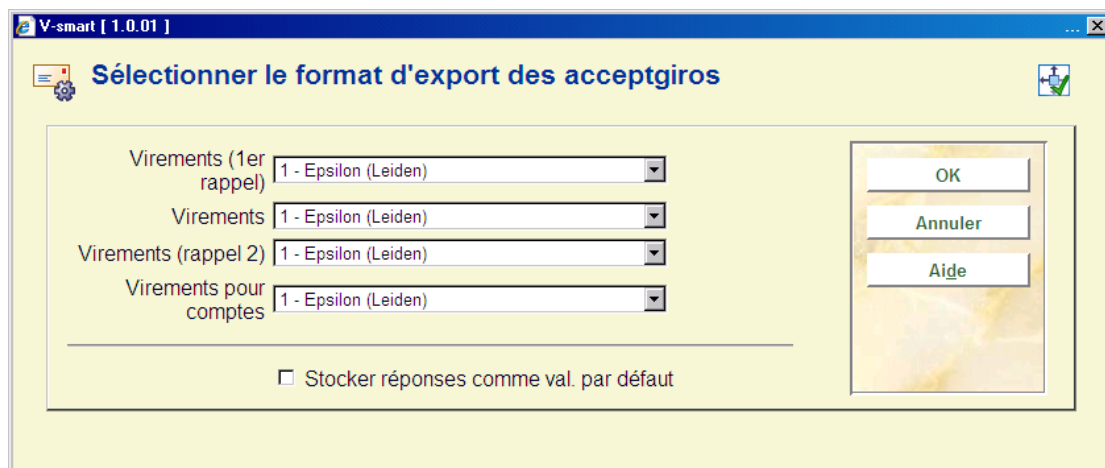 V-smart [ 1.0.01 ]
...
Sélectionner le format d'export des acceptgiros
Virements (1er
rappel)
1 - Epsilon (Leiden)
Virements
1 - Epsilon (Leiden)
Virements (rappel 2)
1 - Epsilon (Leiden)
Virements pour
comptes
1 - Epsilon (Leiden)
Stocker réponses comme val. par défaut
OK
Annuler
Aide